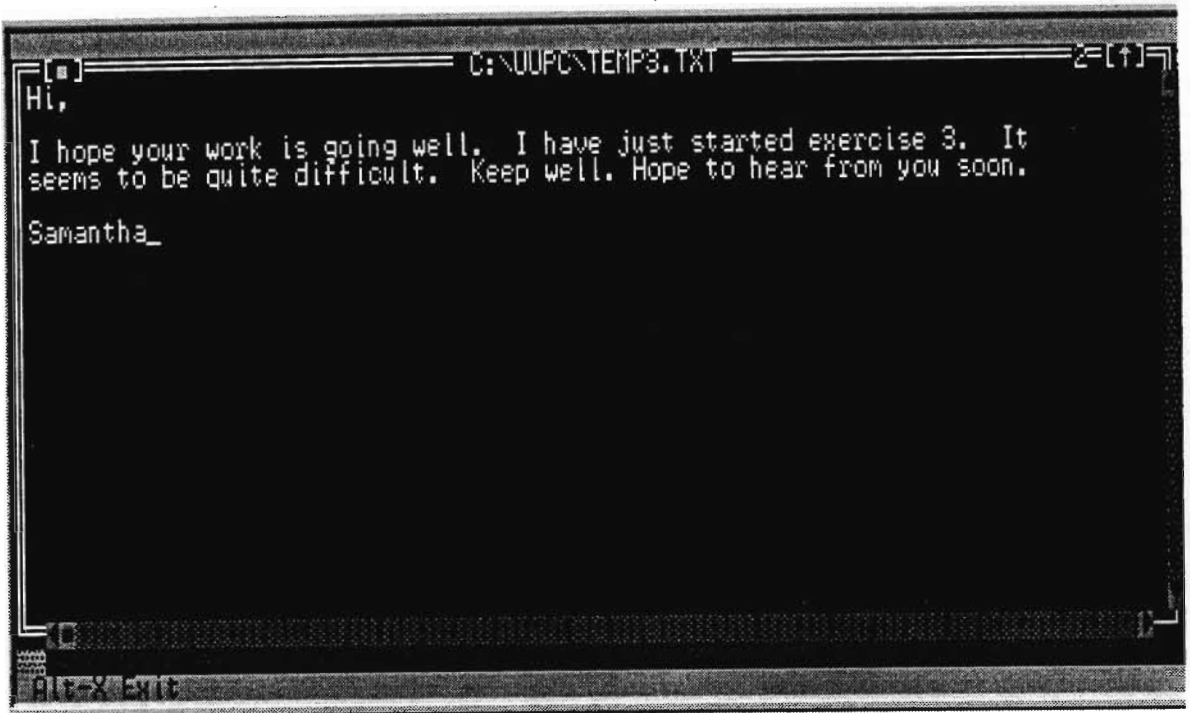 C:\UUPC\TEMP3.TXT
2=[↑]
Hi,
I hope your work is going well.  I have just started exercise 3.  It
seems to be quite difficult.  Keep well. Hope to hear from you soon.
Samantha_
Alt-X Exit